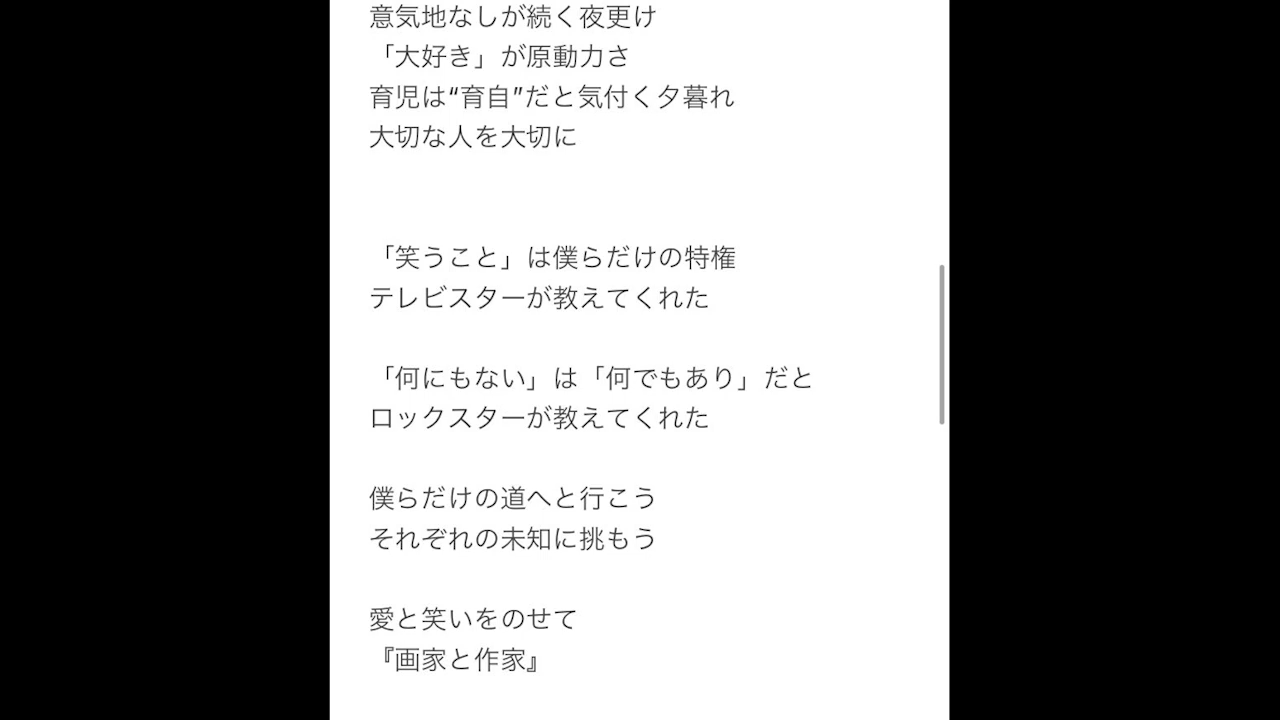 意気地なしが続く夜更け
「大好き」が原動力さ
育児は“育自”だと気付く夕暮れ
大切な人を大切に
「笑うこと」は僕らだけの特権
テレビスターが教えてくれた
「何にもない」は「何でもあり」だと
ロックスターが教えてくれた
僕らだけの道へと行こう
それぞれの未知に挑もう
愛と笑いをのせて
『画家と作家』